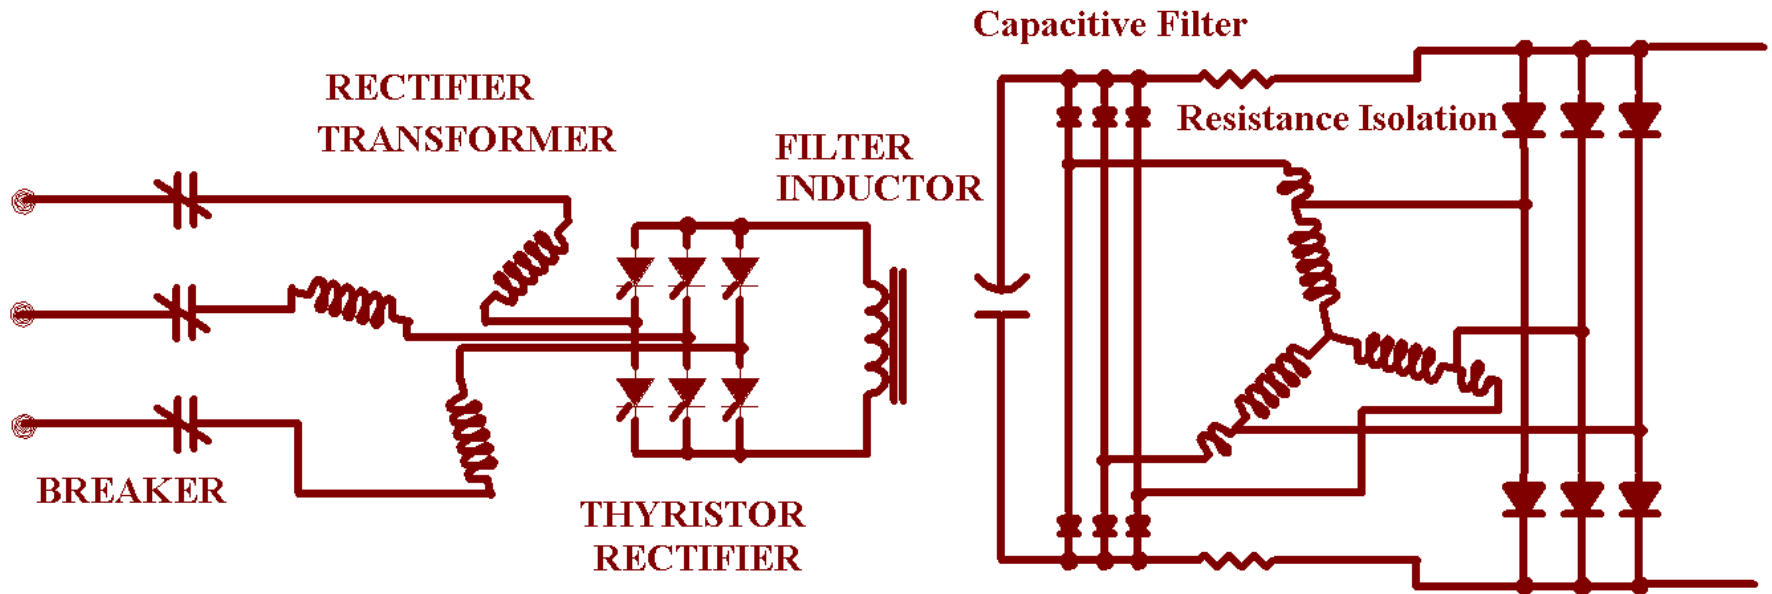 Capacitive Filter
RECTIFIER
TRANSFORMER
Resistance Isolation
FILTER
INDUCTOR
BREAKER
THYRISTOR
RECTIFIER